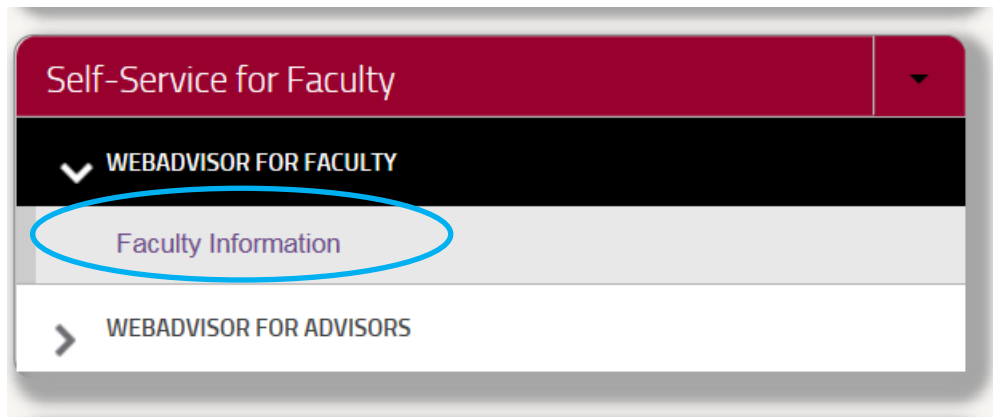 Self-Service for Faculty
WEBADVISOR FOR FACULTY
Faculty Information
WEBADVISOR FOR ADVISORS